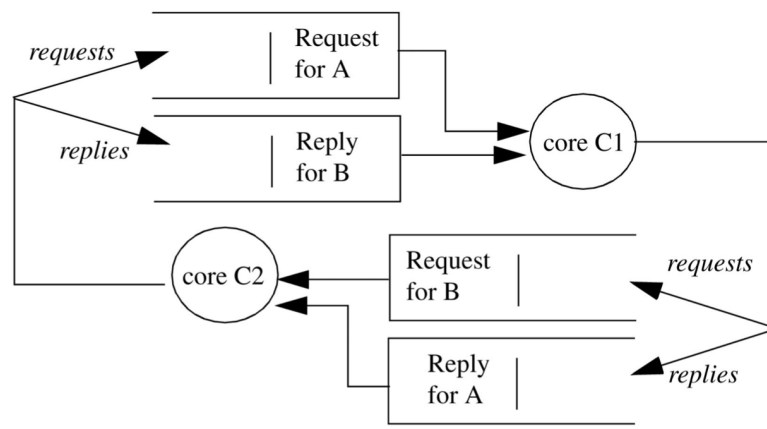 requests
Request
for A
replies
Reply
for B
core C1
core C2
Request
for B
requests
Reply
for A
replies